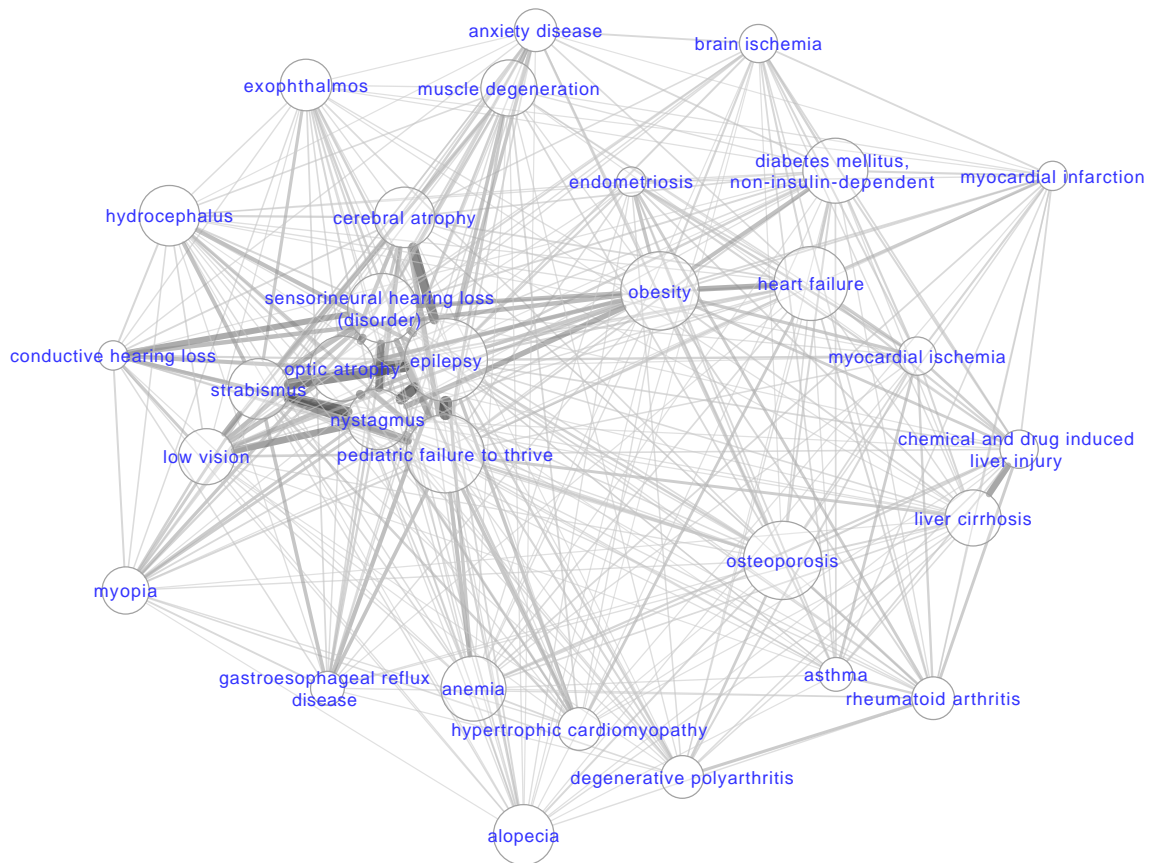 anxiety disease
brain ischemia
exophthalmos
muscle degeneration
diabetes mellitus,
non-insulin-dependent
endometriosis
myocardial infarction
hydrocephalus
cerebral atrophy
sensorineural hearing loss
(disorder)
obesity
heart failure
conductive hearing loss
optic atrophy
epilepsy
myocardial ischemia
strabismus
nystagmus
low vision
pediatric failure to thrive
chemical and drug induced
liver injury
liver cirrhosis
osteoporosis
myopia
gastroesophageal reflux
disease
anemia
asthma
rheumatoid arthritis
hypertrophic cardiomyopathy
degenerative polyarthritis
alopecia